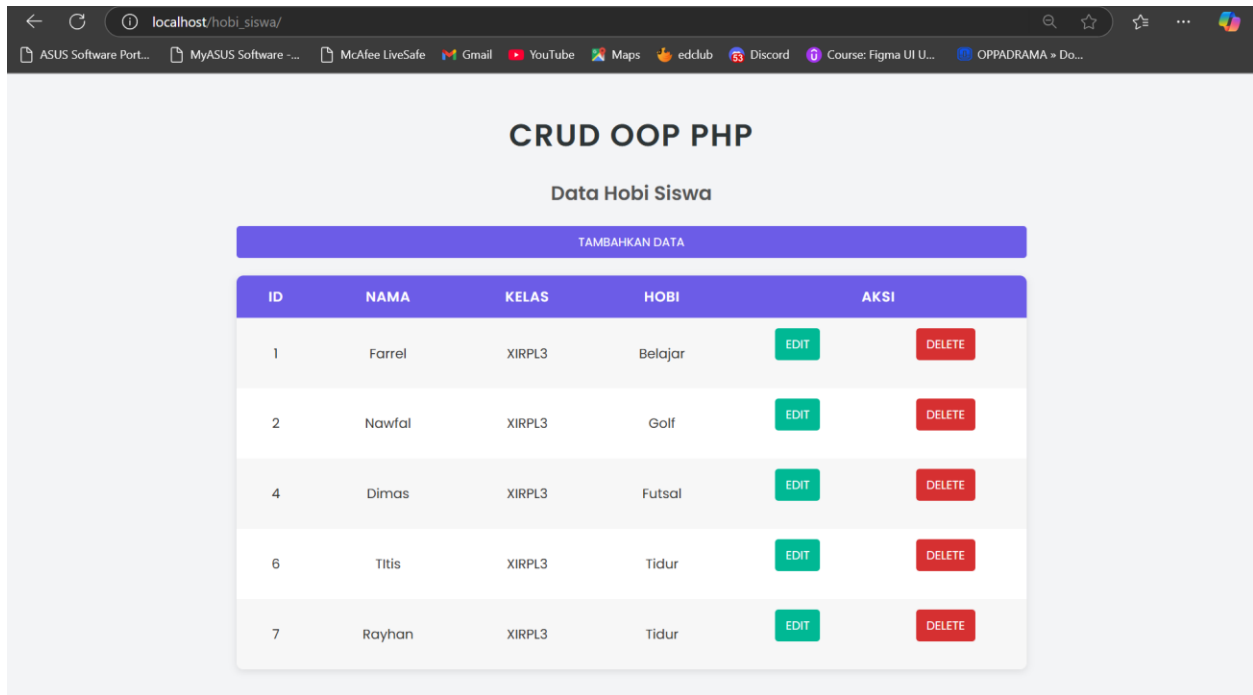 localhost/hobi_siswa/
ASUS Software Port... MyASUS Software -... McAfee LiveSafe Gmail YouTube Maps edclub 53 Discord Course: Figma UI U... OPPADRAMA » Do...
CRUD OOP PHP
Data Hobi Siswa
TAMBAHKAN DATA
ID NAMA KELAS HOBI AKSI
1 Farrel XIRPL3 Belajar EDIT DELETE
2 Nawfal XIRPL3 Golf EDIT DELETE
4 Dimas XIRPL3 Futsal EDIT DELETE
6 TItis XIRPL3 Tidur EDIT DELETE
7 Rayhan XIRPL3 Tidur EDIT DELETE